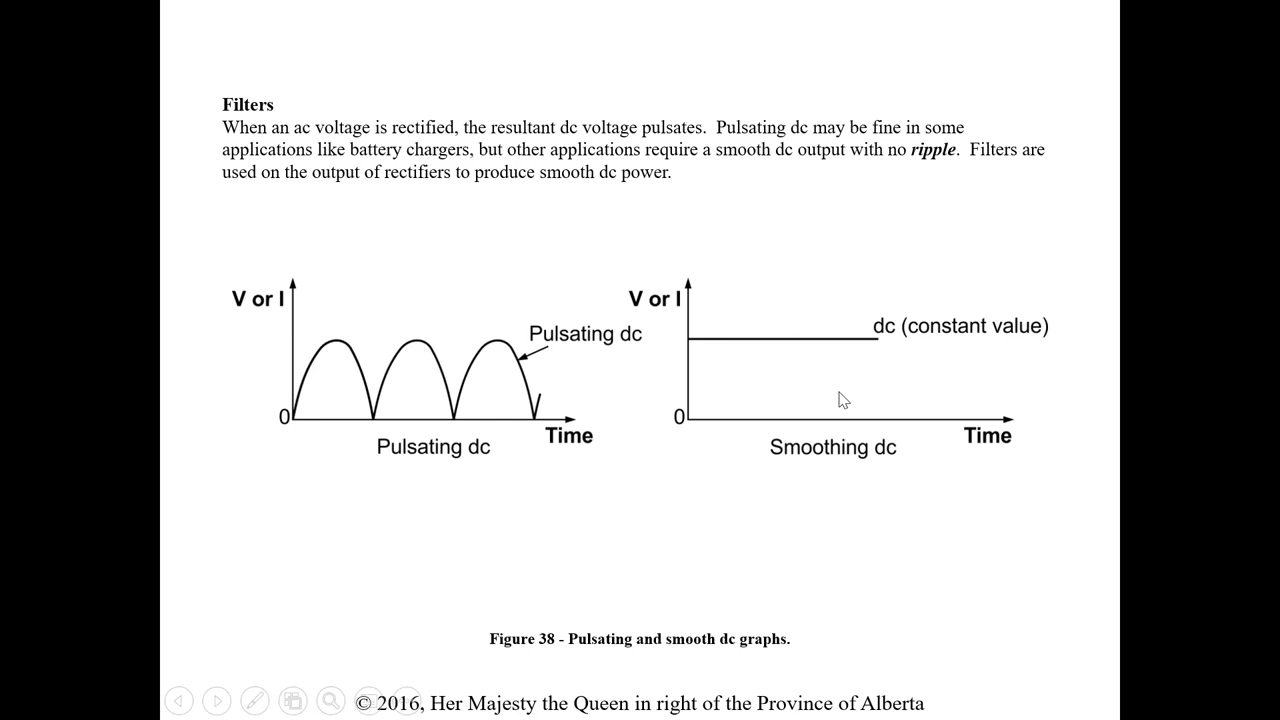 Filters
When an ac voltage is rectified, the resultant dc voltage pulsates.  Pulsating dc may be fine in some
applications like battery chargers, but other applications require a smooth dc output with no ripple.  Filters are
used on the output of rectifiers to produce smooth dc power.
V or I
Pulsating dc
0
Time
Pulsating dc
V or I
dc (constant value)
0
Time
Smoothing dc
Figure 38 - Pulsating and smooth dc graphs.
© 2016, Her Majesty the Queen in right of the Province of Alberta